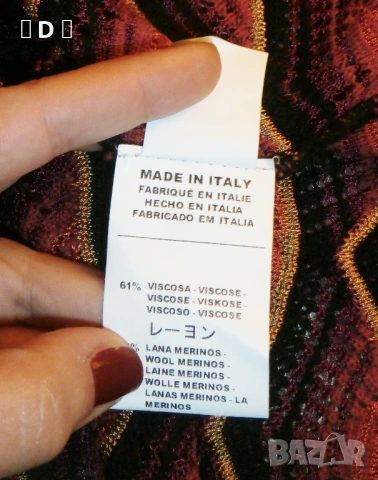 D
MADE IN ITALY
FABRIQUÉ EN ITALIE
HECHO EN ITALIA
FABRICADO EM ITALIA
61% VISCOSA - VISCOSE -
VISCOSE - VISKOSE -
VISCOSO - VISCOSE
レーヨン
% LANA MERINOS -
WOOL MERINOS -
LAINE MERINOS -
WOLLE MERINOS -
LANAS MERINOS - LA
MERINOS
BAZAR